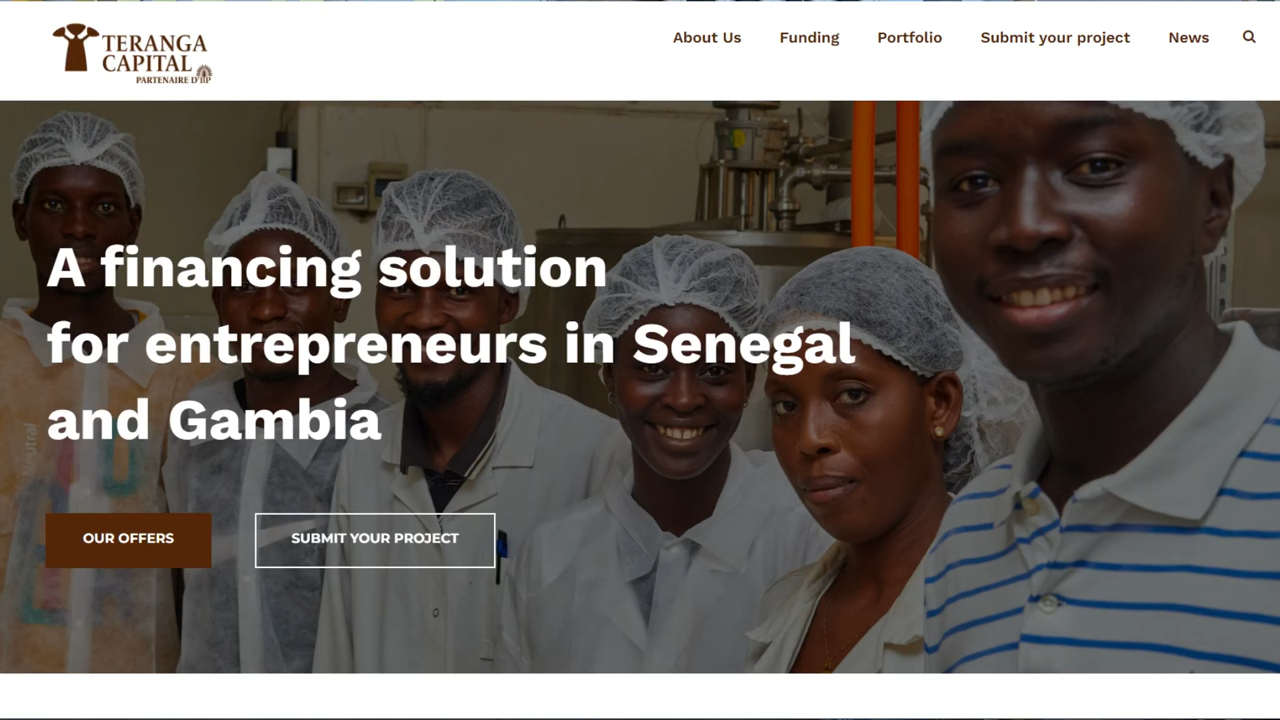 TERANGA
CAPITAL
PARTENAIRE D'IIP
About Us
Funding
Portfolio
Submit your project
News
A financing solution
for entrepreneurs in Senegal
and Gambia
OUR OFFERS
SUBMIT YOUR PROJECT